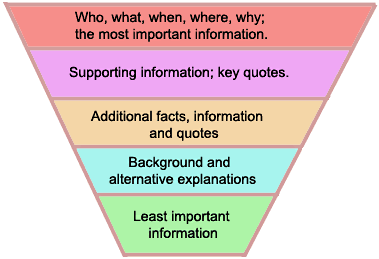 Who, what, when, where, why;
the most important information.
Supporting information; key quotes.
Additional facts, information
and quotes
Background and
alternative explanations
Least important
information